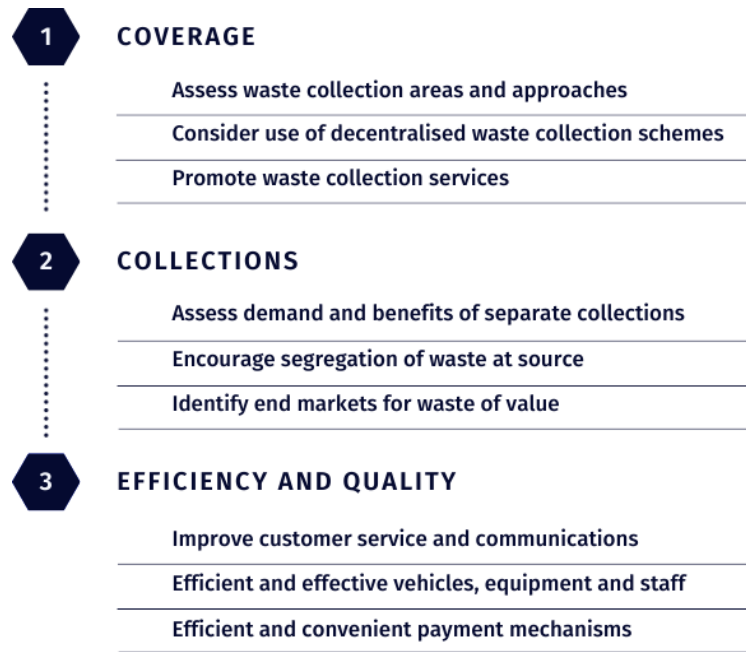 1 COVERAGE
Assess waste collection areas and approaches
Consider use of decentralised waste collection schemes
Promote waste collection services
2 COLLECTIONS
Assess demand and benefits of separate collections
Encourage segregation of waste at source
Identify end markets for waste of value
3 EFFICIENCY AND QUALITY
Improve customer service and communications
Efficient and effective vehicles, equipment and staff
Efficient and convenient payment mechanisms